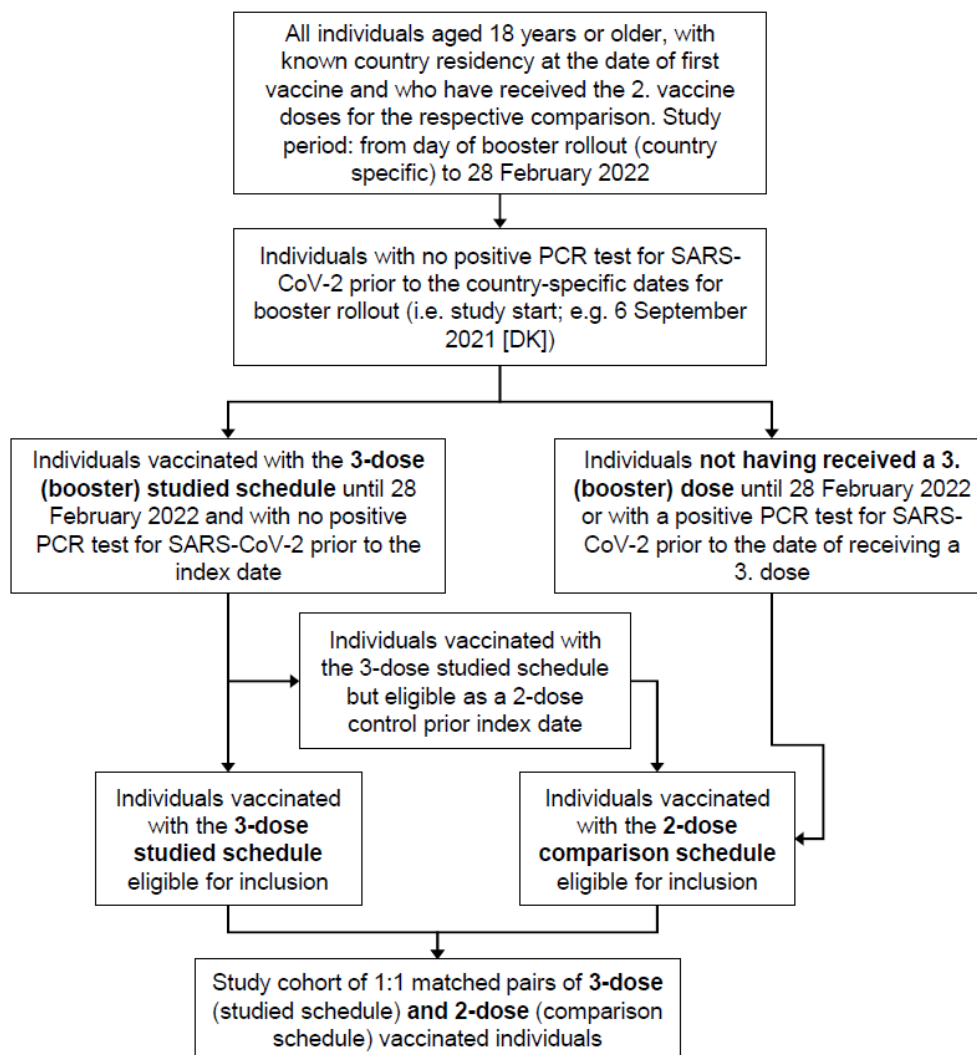 All individuals aged 18 years or older, with
known country residency at the date of first
vaccine and who have received the 2. vaccine
doses for the respective comparison. Study
period: from day of booster rollout (country
specific) to 28 February 2022
Individuals with no positive PCR test for SARS-
CoV-2 prior to the country-specific dates for
booster rollout (i.e. study start; e.g. 6 September
2021 [DK])
Individuals vaccinated with the 3-dose
(booster) studied schedule until 28
February 2022 and with no positive
PCR test for SARS-CoV-2 prior to the
index date
Individuals not having received a 3.
(booster) dose until 28 February 2022
or with a positive PCR test for SARS-
CoV-2 prior to the date of receiving a
3. dose
Individuals vaccinated with
the 3-dose studied schedule
but eligible as a 2-dose
control prior index date
Individuals vaccinated
with the 3-dose
studied schedule
eligible for inclusion
Individuals vaccinated
with the 2-dose
comparison schedule
eligible for inclusion
Study cohort of 1:1 matched pairs of 3-dose
(studied schedule) and 2-dose (comparison
schedule) vaccinated individuals